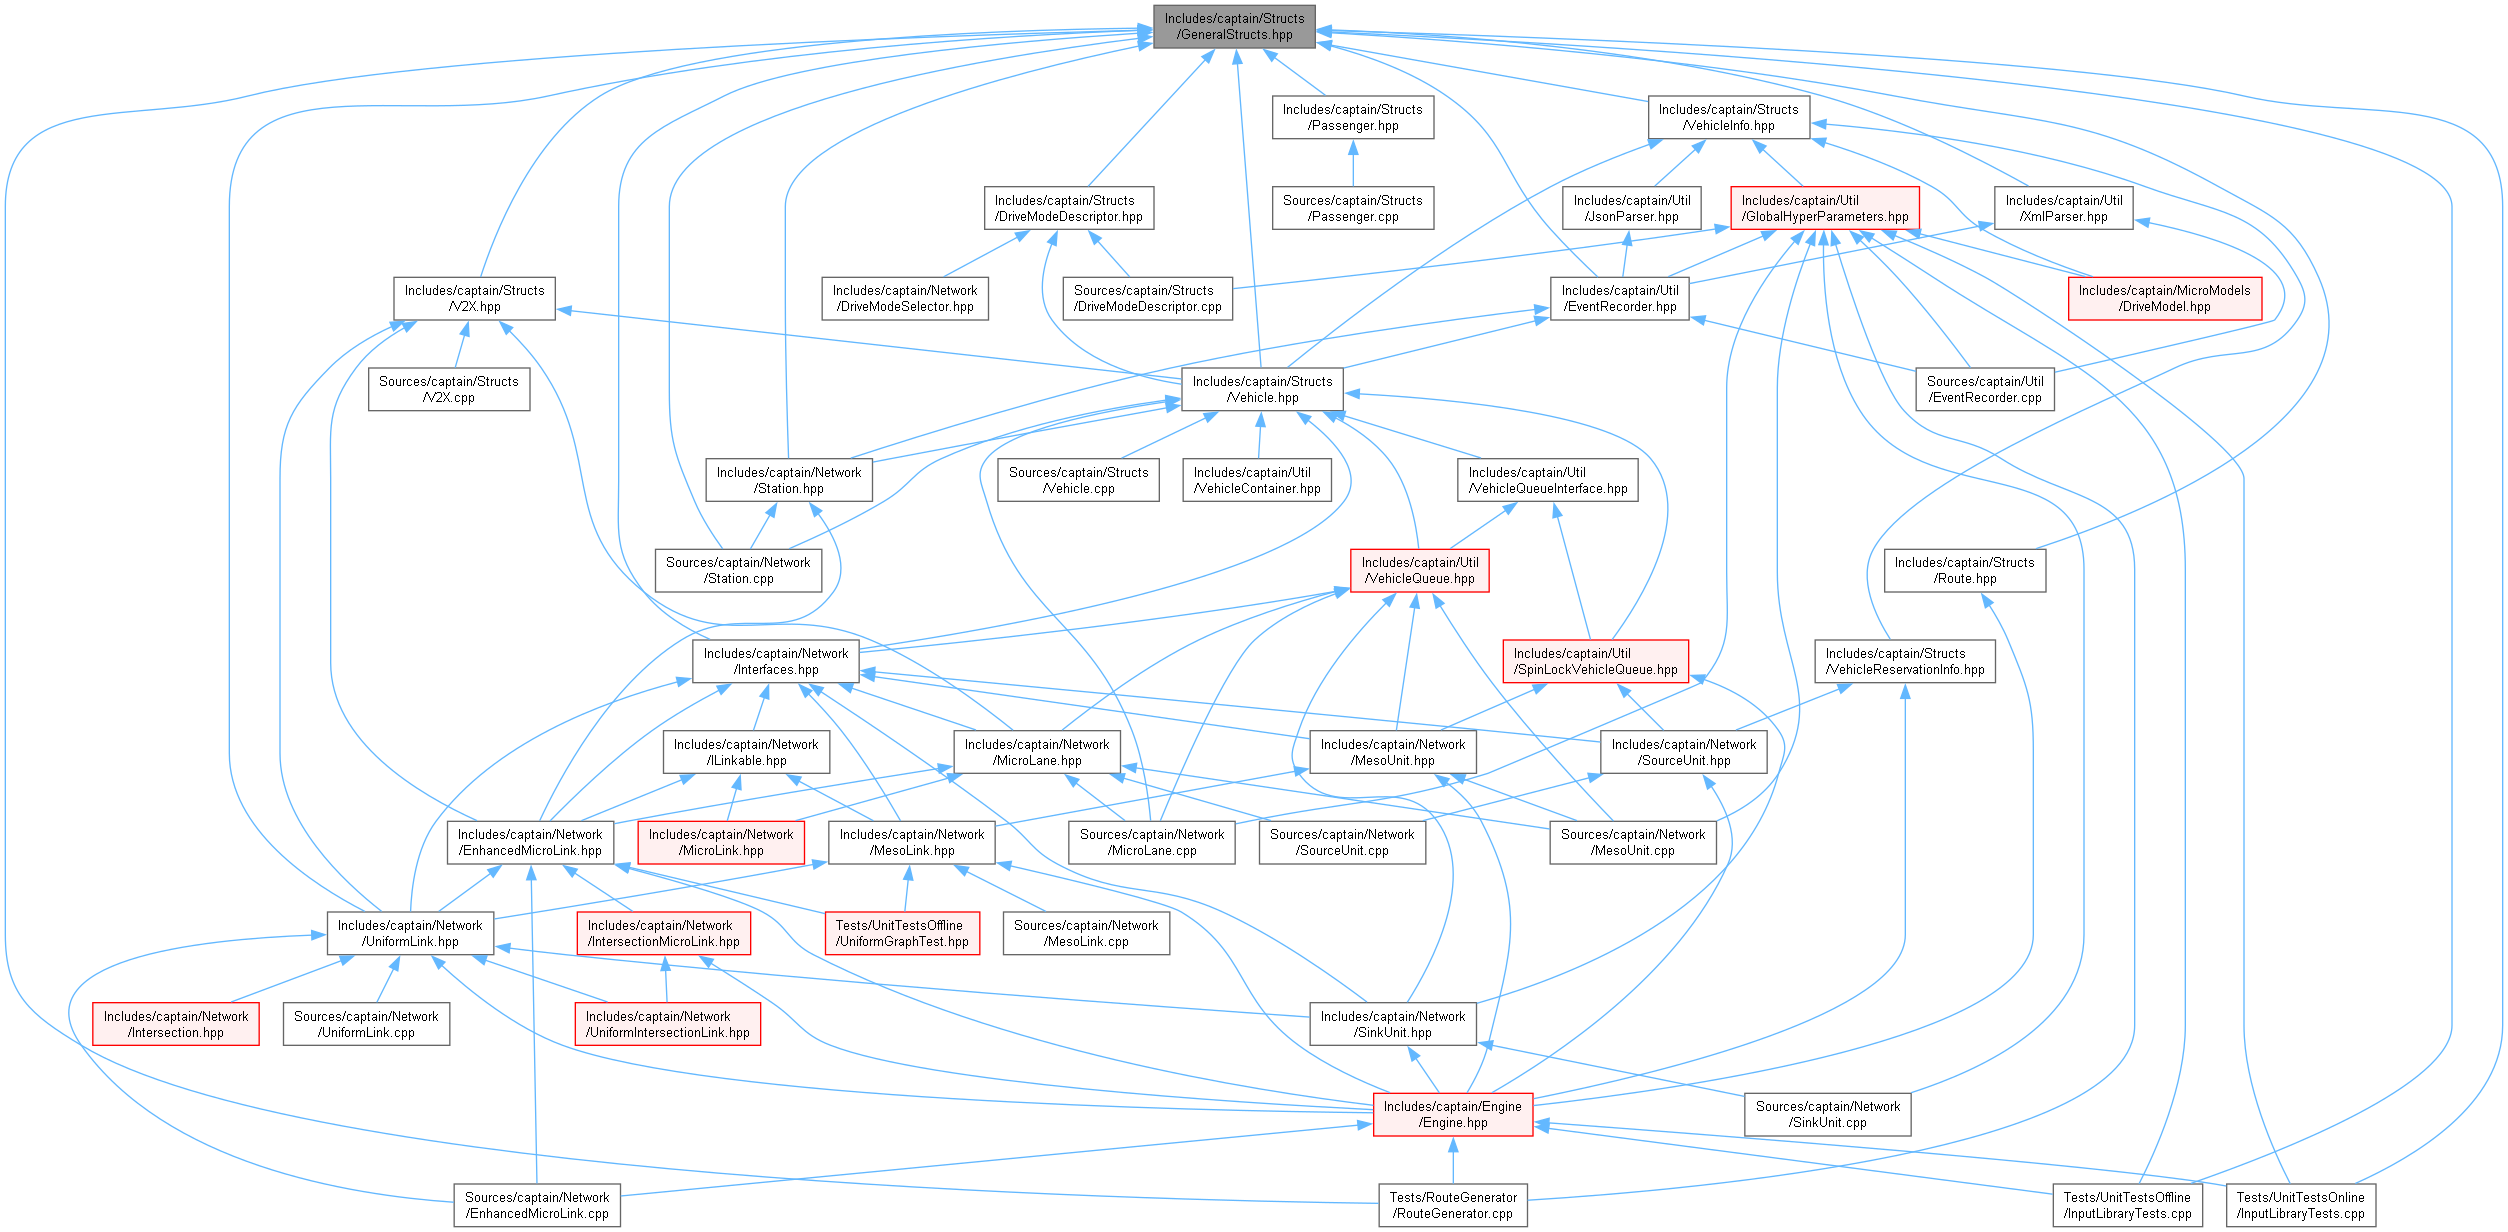 Includes/captain/Structs
/GeneralStructs.hpp
Includes/captain/Structs
/Passenger.hpp
Includes/captain/Structs
/VehicleInfo.hpp
Includes/captain/Structs
/DriveModeDescriptor.hpp
Sources/captain/Structs
/Passenger.cpp
Includes/captain/Util
/JsonParser.hpp
Includes/captain/Util
/GlobalHyperParameters.hpp
Includes/captain/Util
/XmlParser.hpp
Includes/captain/Structs
/V2X.hpp
Includes/captain/Network
/DriveModeSelector.hpp
Sources/captain/Structs
/DriveModeDescriptor.cpp
Includes/captain/Util
/EventRecorder.hpp
Includes/captain/MicroModels
/DriveModel.hpp
Sources/captain/Structs
/V2X.cpp
Includes/captain/Structs
/Vehicle.hpp
Sources/captain/Util
/EventRecorder.cpp
Includes/captain/Network
/Station.hpp
Sources/captain/Structs
/Vehicle.cpp
Includes/captain/Util
/VehicleContainer.hpp
Includes/captain/Util
/VehicleQueueInterface.hpp
Sources/captain/Network
/Station.cpp
Includes/captain/Util
/VehicleQueue.hpp
Includes/captain/Structs
/Route.hpp
Includes/captain/Network
/Interfaces.hpp
Includes/captain/Util
/SpinLockVehicleQueue.hpp
Includes/captain/Structs
/VehicleReservationInfo.hpp
Includes/captain/Network
/ILinkable.hpp
Includes/captain/Network
/MicroLane.hpp
Includes/captain/Network
/MesoUnit.hpp
Includes/captain/Network
/SourceUnit.hpp
Includes/captain/Network
/EnhancedMicroLink.hpp
Includes/captain/Network
/MicroLink.hpp
Includes/captain/Network
/MesoLink.hpp
Sources/captain/Network
/MicroLane.cpp
Sources/captain/Network
/SourceUnit.cpp
Sources/captain/Network
/MesoUnit.cpp
Includes/captain/Network
/UniformLink.hpp
Includes/captain/Network
/IntersectionMicroLink.hpp
Tests/UnitTestsOffline
/UniformGraphTest.hpp
Sources/captain/Network
/MesoLink.cpp
Includes/captain/Network
/Intersection.hpp
Sources/captain/Network
/UniformLink.cpp
Includes/captain/Network
/UniformIntersectionLink.hpp
Includes/captain/Network
/SinkUnit.hpp
Includes/captain/Engine
/Engine.hpp
Sources/captain/Network
/SinkUnit.cpp
Sources/captain/Network
/EnhancedMicroLink.cpp
Tests/RouteGenerator
/RouteGenerator.cpp
Tests/UnitTestsOffline
/InputLibraryTests.cpp
Tests/UnitTestsOnline
/InputLibraryTests.cpp